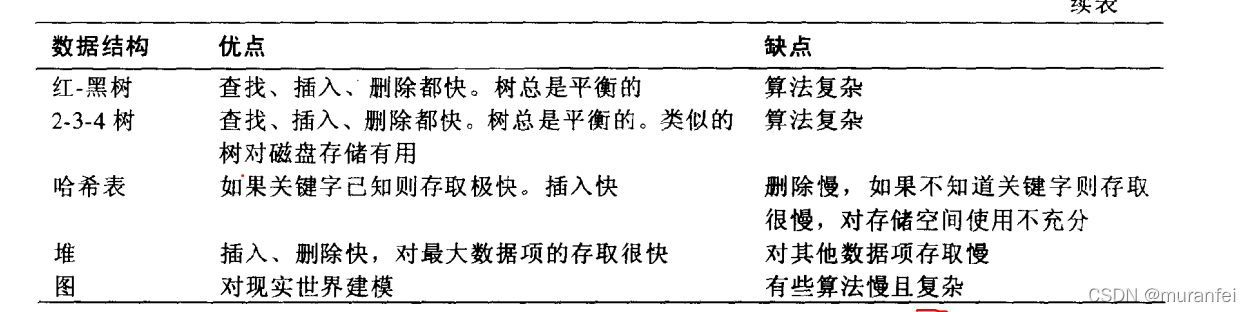 续表
数据结构 优点 缺点
红-黑树 查找、插入、删除都快。树总是平衡的 算法复杂
2-3-4 树 查找、插入、删除都快。树总是平衡的。类似的 算法复杂
树对磁盘存储有用
哈希表 如果关键字已知则存取极快。插入快 删除慢，如果不知道关键字则存取
很慢，对存储空间使用不充分
堆 插入、删除快，对最大数据项的存取很快 对其他数据项存取慢
图 对现实世界建模 有些算法慢且复杂
CSDN @muranfei